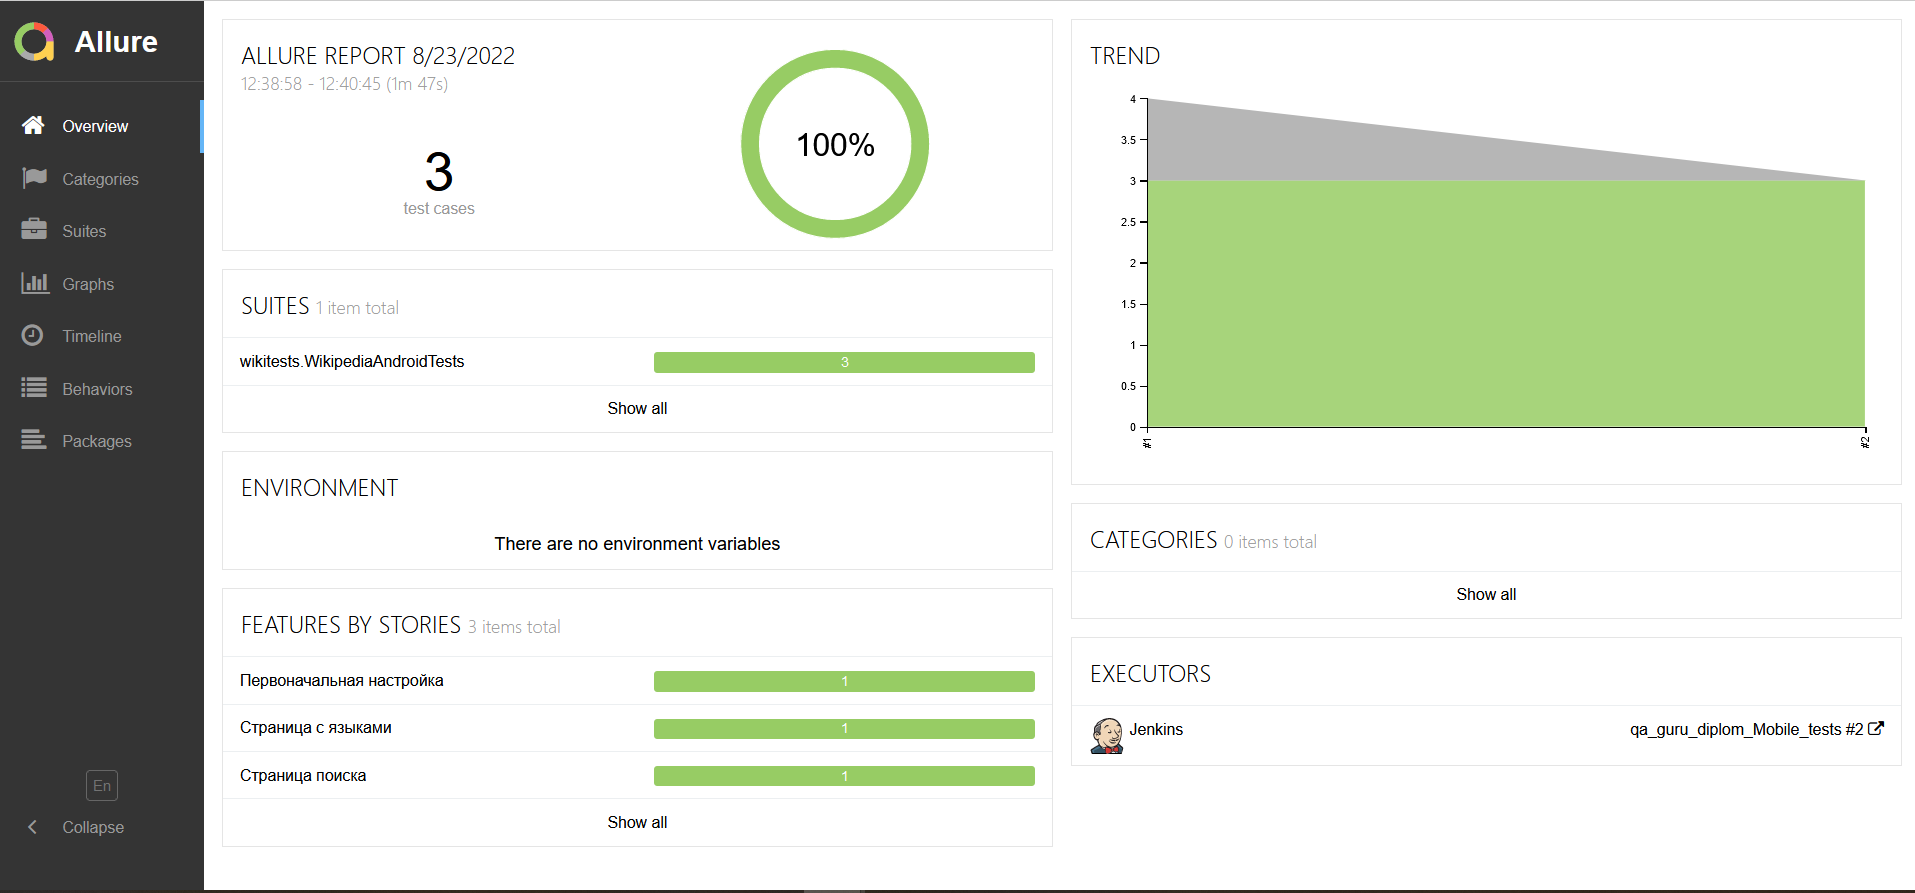 Allure
Overview
Categories
Suites
Graphs
Timeline
Behaviors
Packages
En
Collapse
ALLURE REPORT 8/23/2022
12:38:58 - 12:40:45 (1m 47s)
3
test cases
100%
SUITES 1 item total
wikitests.WikipediaAndroidTests 3
Show all
ENVIRONMENT
There are no environment variables
FEATURES BY STORIES 3 items total
Первоначальная настройка 1
Страница с языками 1
Страница поиска 1
Show all
TREND
4
3.5
3
2.5
2
1.5
1
0.5
0
#1
#2
CATEGORIES 0 items total
Show all
EXECUTORS
Jenkins qa_guru_diplom_Mobile_tests #2